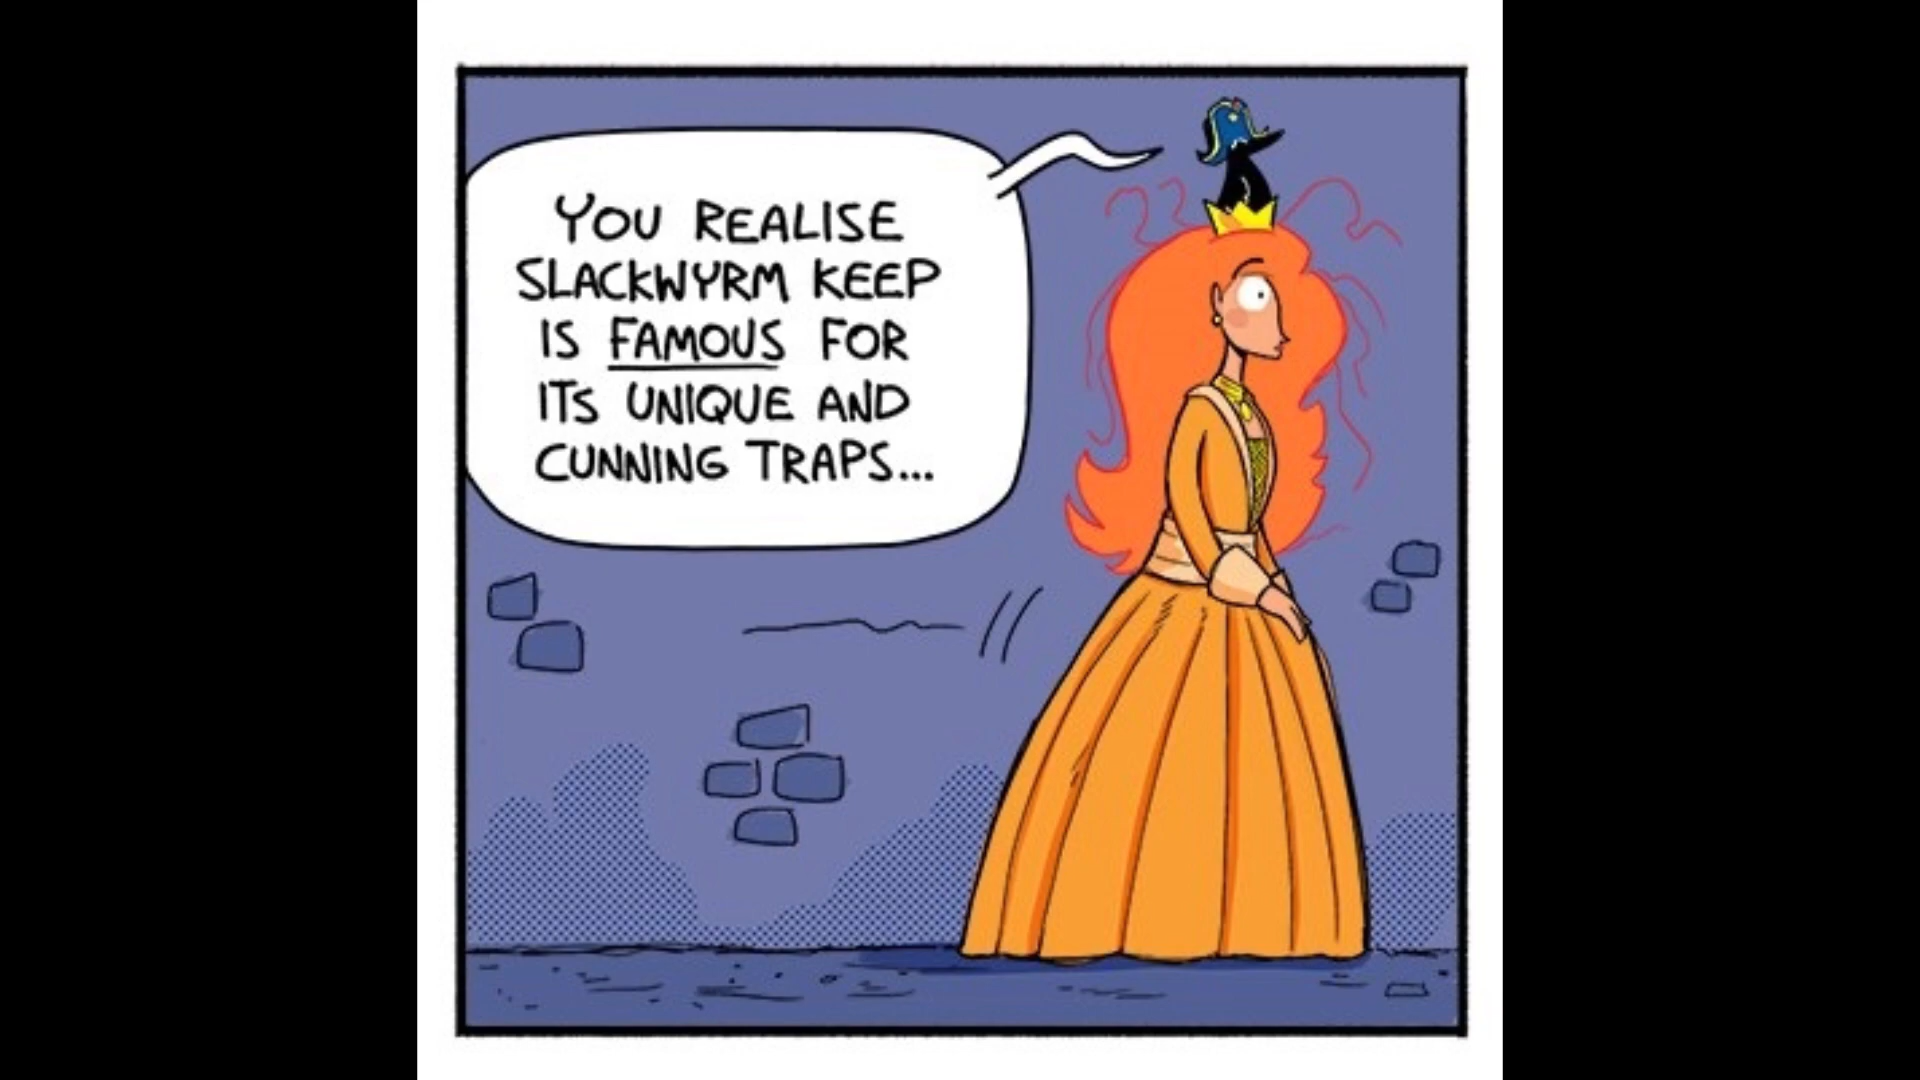 YOU REALISE
SLACKWYRM KEEP
IS FAMOUS FOR
ITS UNIQUE AND
CUNNING TRAPS...